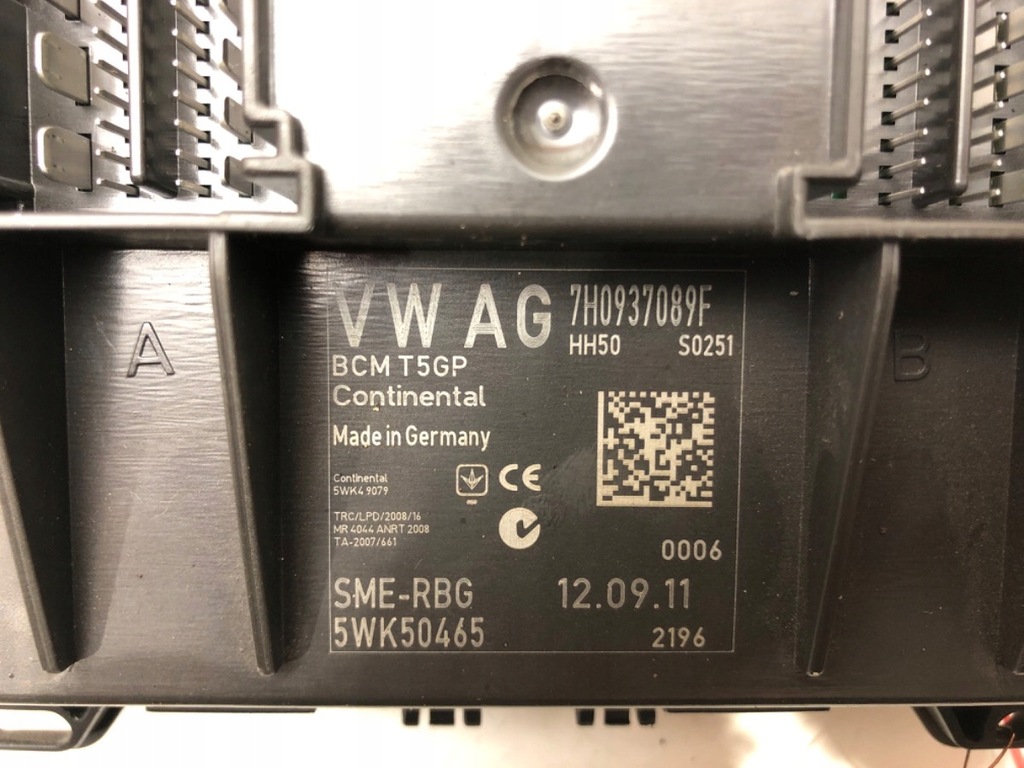 A
B
VW AG 7H0937089F
HH50 S0251
BCM T5GP
Continental
Made in Germany
Continental
5WK4 9079
CE
TRC/LPD/2008/16
MR 4044 ANRT 2008
TA-2007/661
0006
SME-RBG 12.09.11
5WK50465 2196